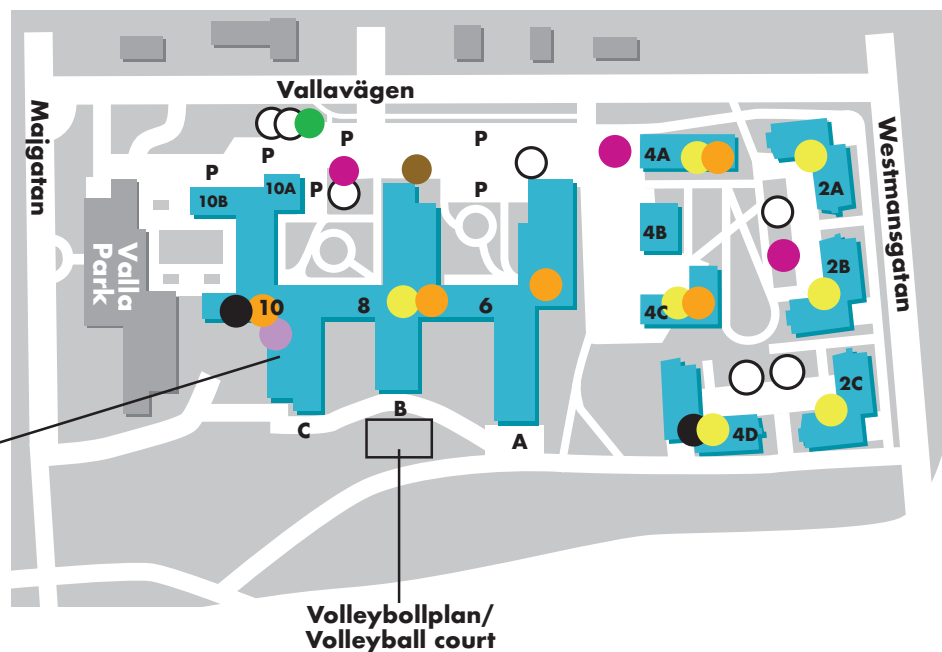 Vallavägen
Majgatan
Westmansgatan
P
P
P
P
P
P
4A
2A
10A
10B
4B
Valla
Park
2B
10
8
6
4C
2C
B
C
A
4D
Volleybollplan/
Volleyball court